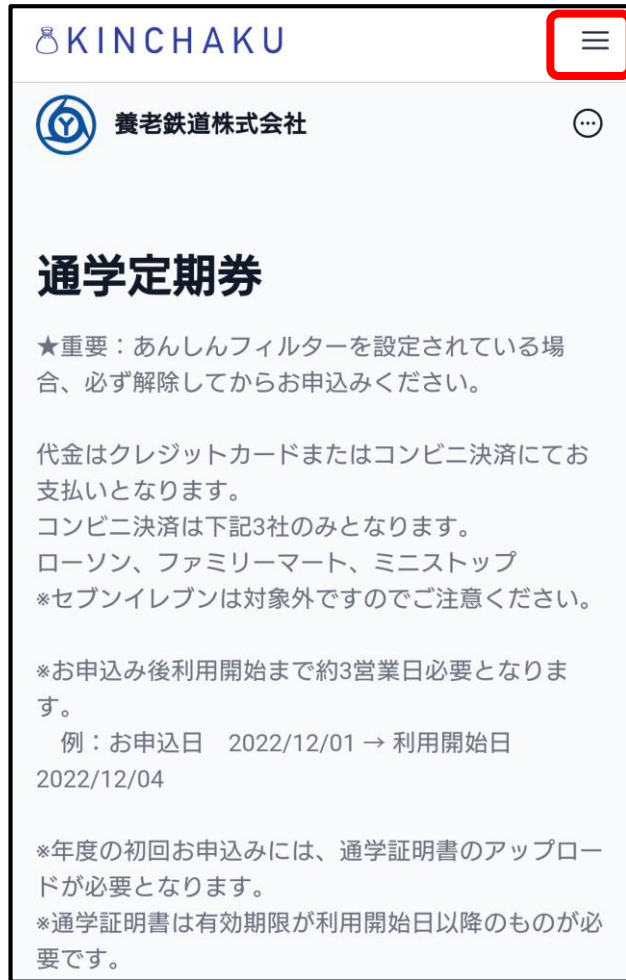 KINCHAKU
養老鉄道株式会社
通学定期券
★重要：あんしんフィルターを設定されている場
合、必ず解除してからお申込みください。
代金はクレジットカードまたはコンビニ決済にてお
支払いとなります。
コンビニ決済は下記3社のみとなります。
ローソン、ファミリーマート、ミニストップ
※セブンイレブンは対象外ですのでご注意ください。
※お申込み後利用開始まで約3営業日必要となりま
す。
　例：お申込日　2022/12/01 → 利用開始日
2022/12/04
※年度の初回お申込みには、通学証明書のアップロー
ドが必要となります。
※通学証明書は有効期限が利用開始日以降のものが必
要です。